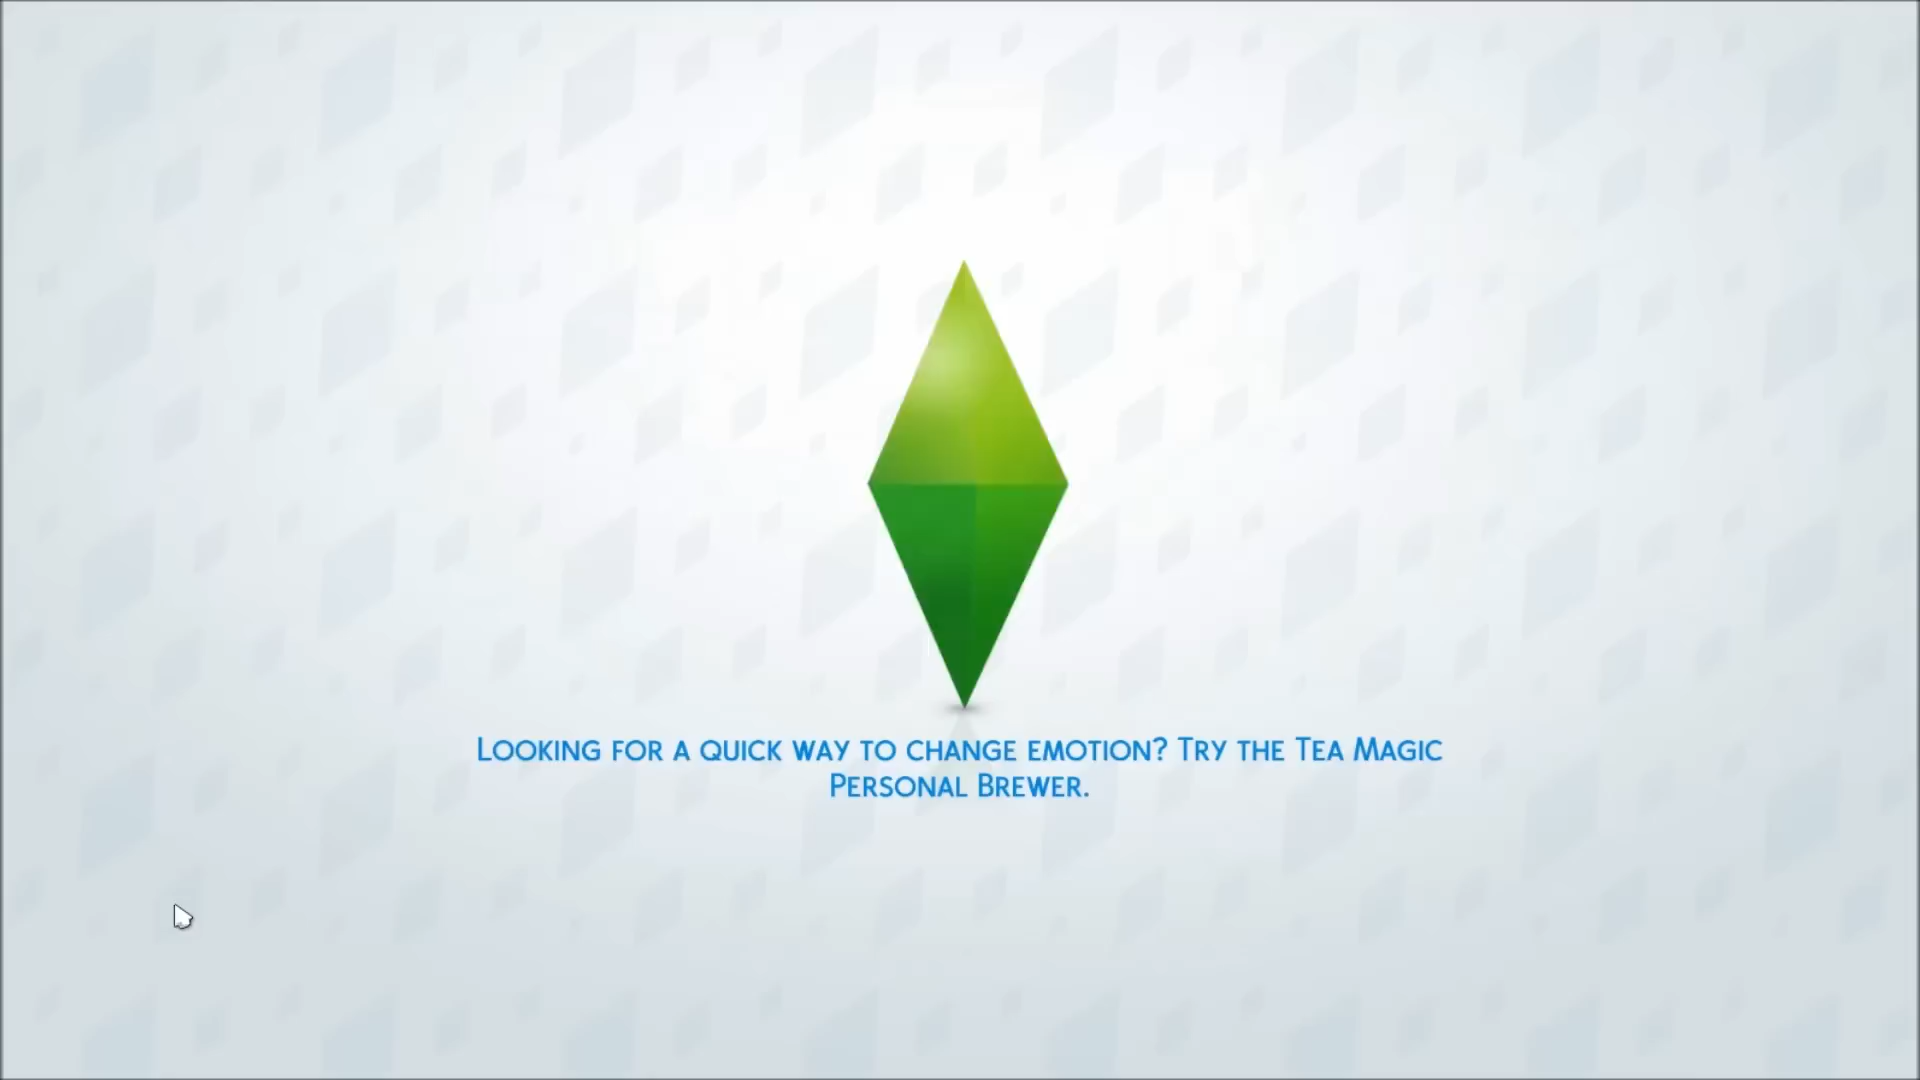 Looking for a quick way to change emotion? Try the Tea Magic
Personal Brewer.